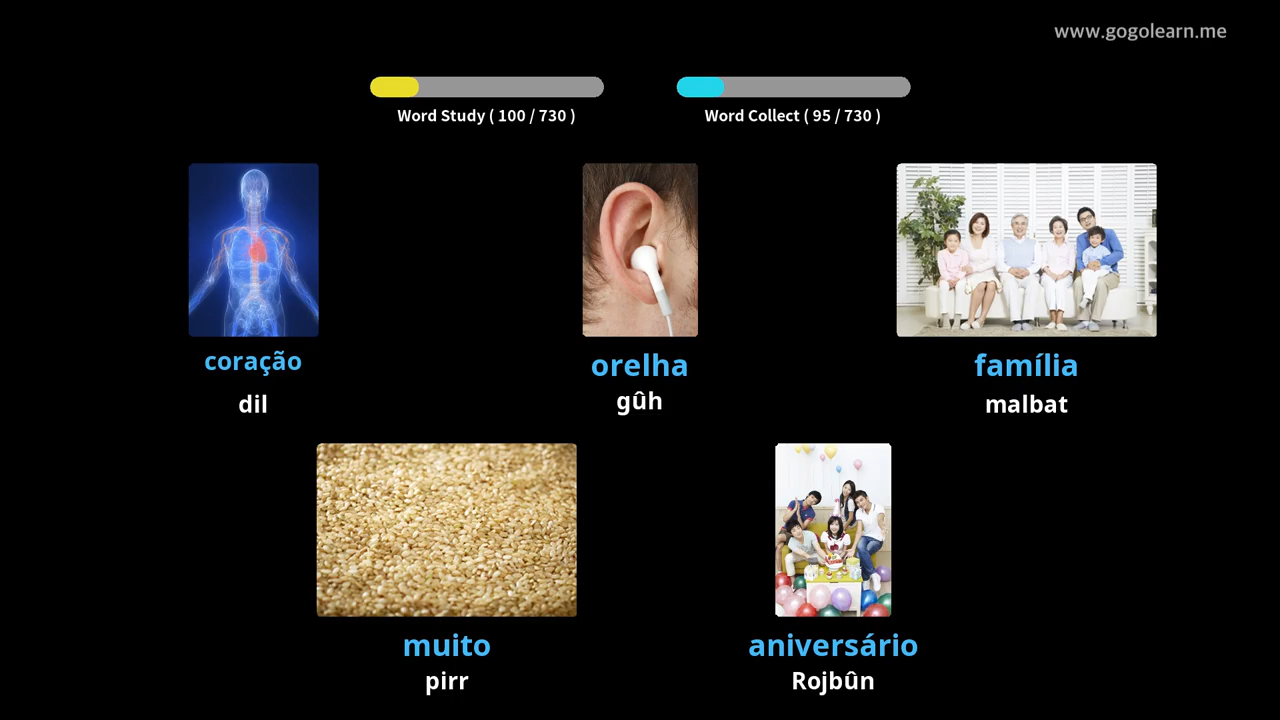 www.gogolearn.me
Word Study ( 100 / 730 )
Word Collect ( 95 / 730 )
coração
dil
orelha
gûh
família
malbat
muito
pirr
aniversário
Rojbûn